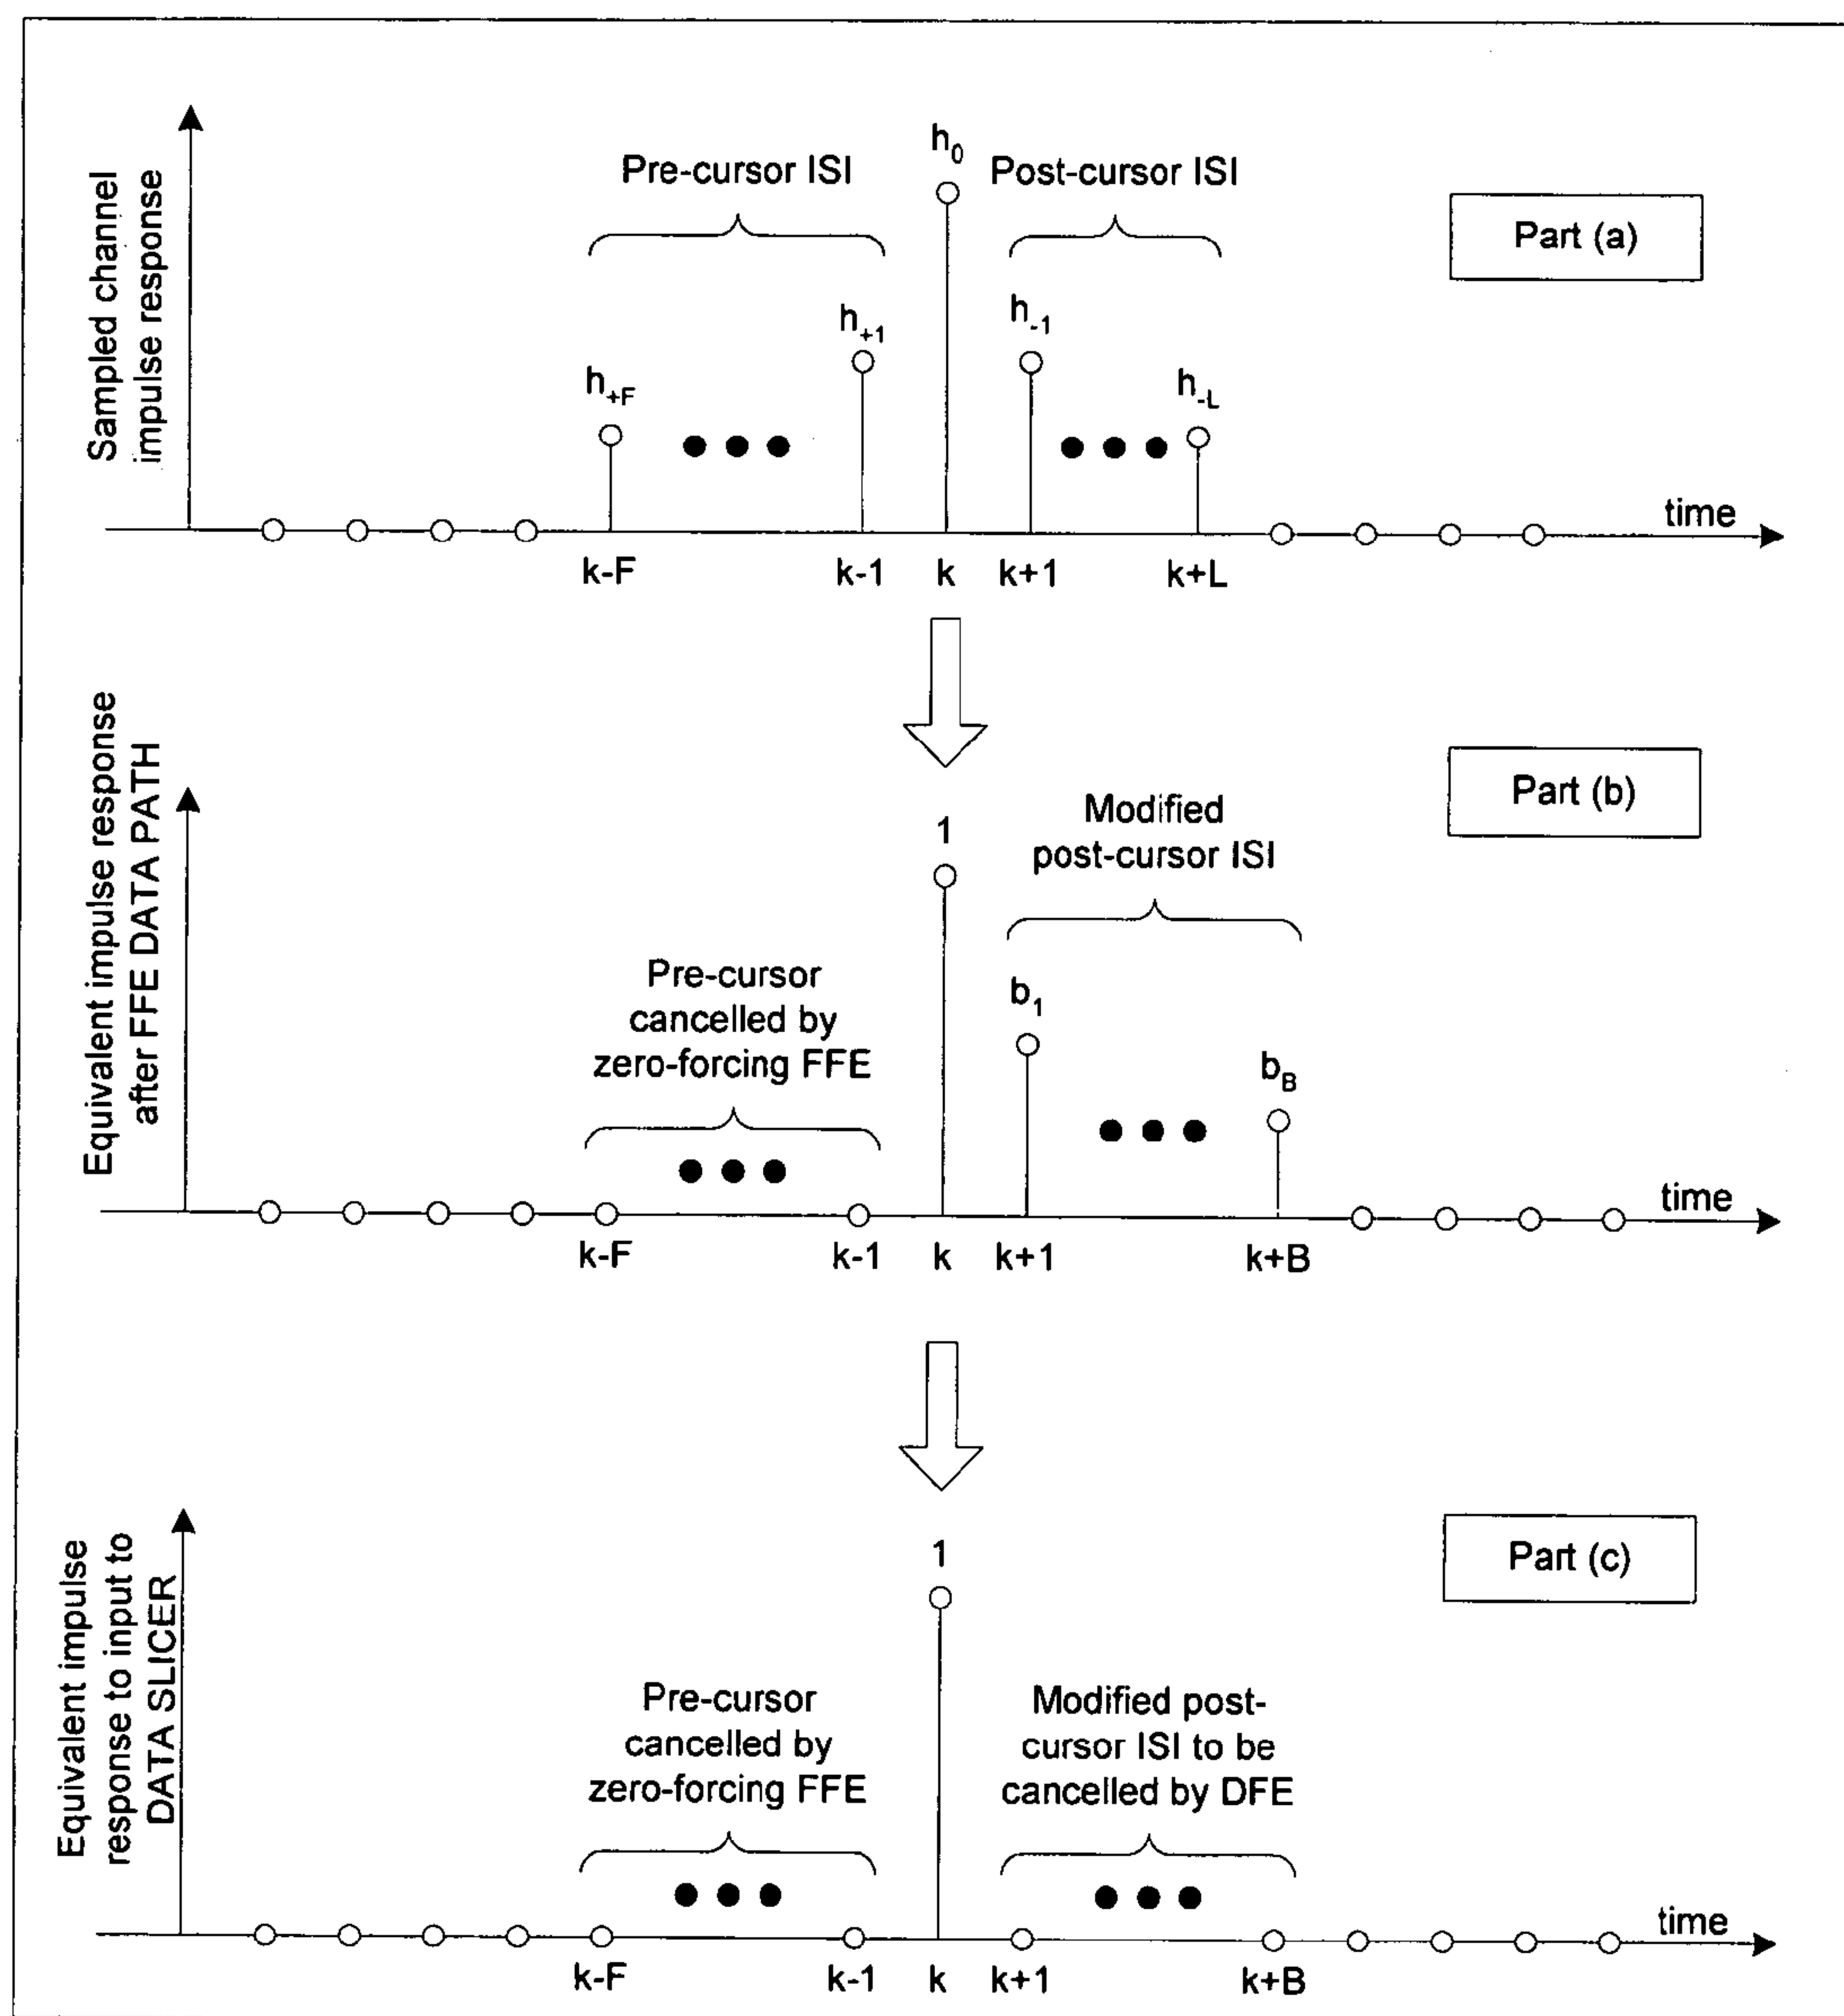 Sampled channel
impulse response
Pre-cursor ISI
h₀
Post-cursor ISI
Part (a)
h₊F
h₊₁
h₋₁
h₋L
time
k-F
k-1
k
k+1
k+L
Equivalent impulse response
after FFE DATA PATH
Part (b)
1
Modified
post-cursor ISI
Pre-cursor
cancelled by
zero-forcing FFE
b₁
bB
time
k-F
k-1
k
k+1
k+B
Equivalent impulse
response to input to
DATA SLICER
Part (c)
1
Pre-cursor
cancelled by
zero-forcing FFE
Modified post-
cursor ISI to be
cancelled by DFE
time
k-F
k-1
k
k+1
k+B